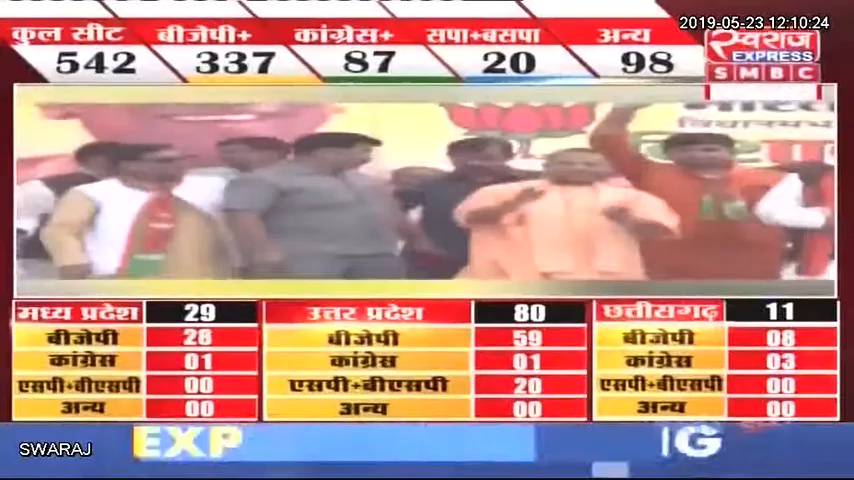 2019-05-23 12:10:24
कुल सीट बीजेपी+ कांग्रेस+ सपा+बसपा अन्य
542 337 87 20 98
स्वराज
EXPRESS
SMBC
विधानसभ
मध्य प्रदेश 29 उत्तर प्रदेश 80 छत्तीसगढ़ 11
बीजेपी 28 बीजेपी 59 बीजेपी 08
कांग्रेस 01 कांग्रेस 01 कांग्रेस 03
एसपी+बीएसपी 00 एसपी+बीएसपी 20 एसपी+बीएसपी 00
अन्य 00 अन्य 00 अन्य 00
SWARAJ EXP G